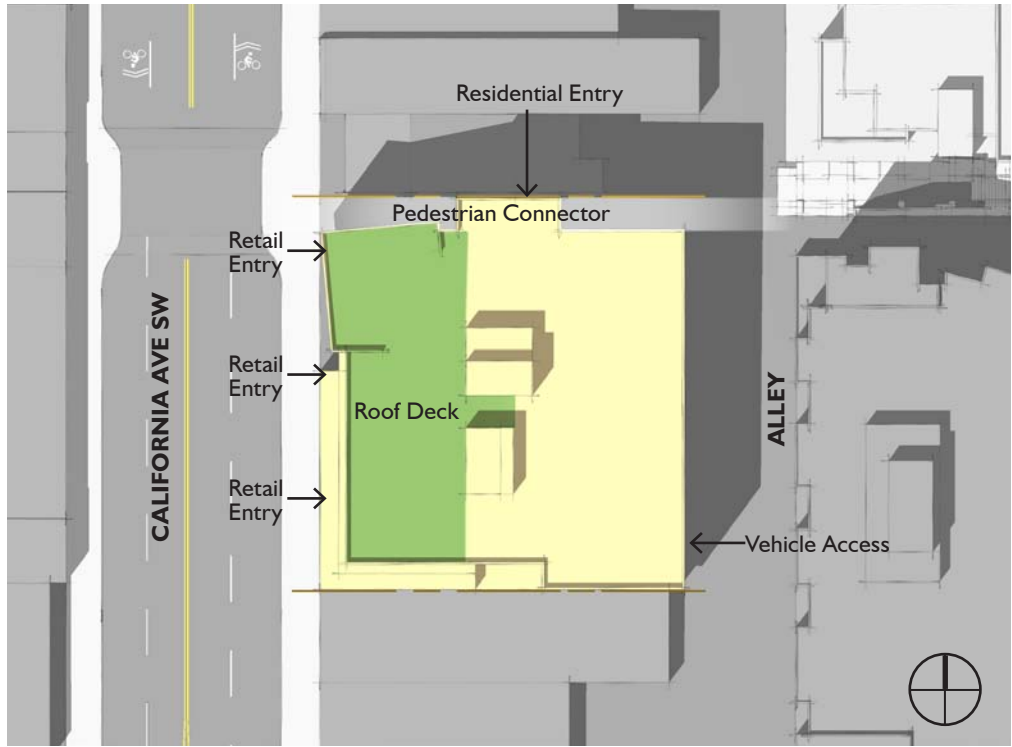 Residential Entry
Pedestrian Connector
Retail
Entry
Retail
Entry
Roof Deck
Retail
Entry
CALIFORNIA AVE SW
ALLEY
Vehicle Access